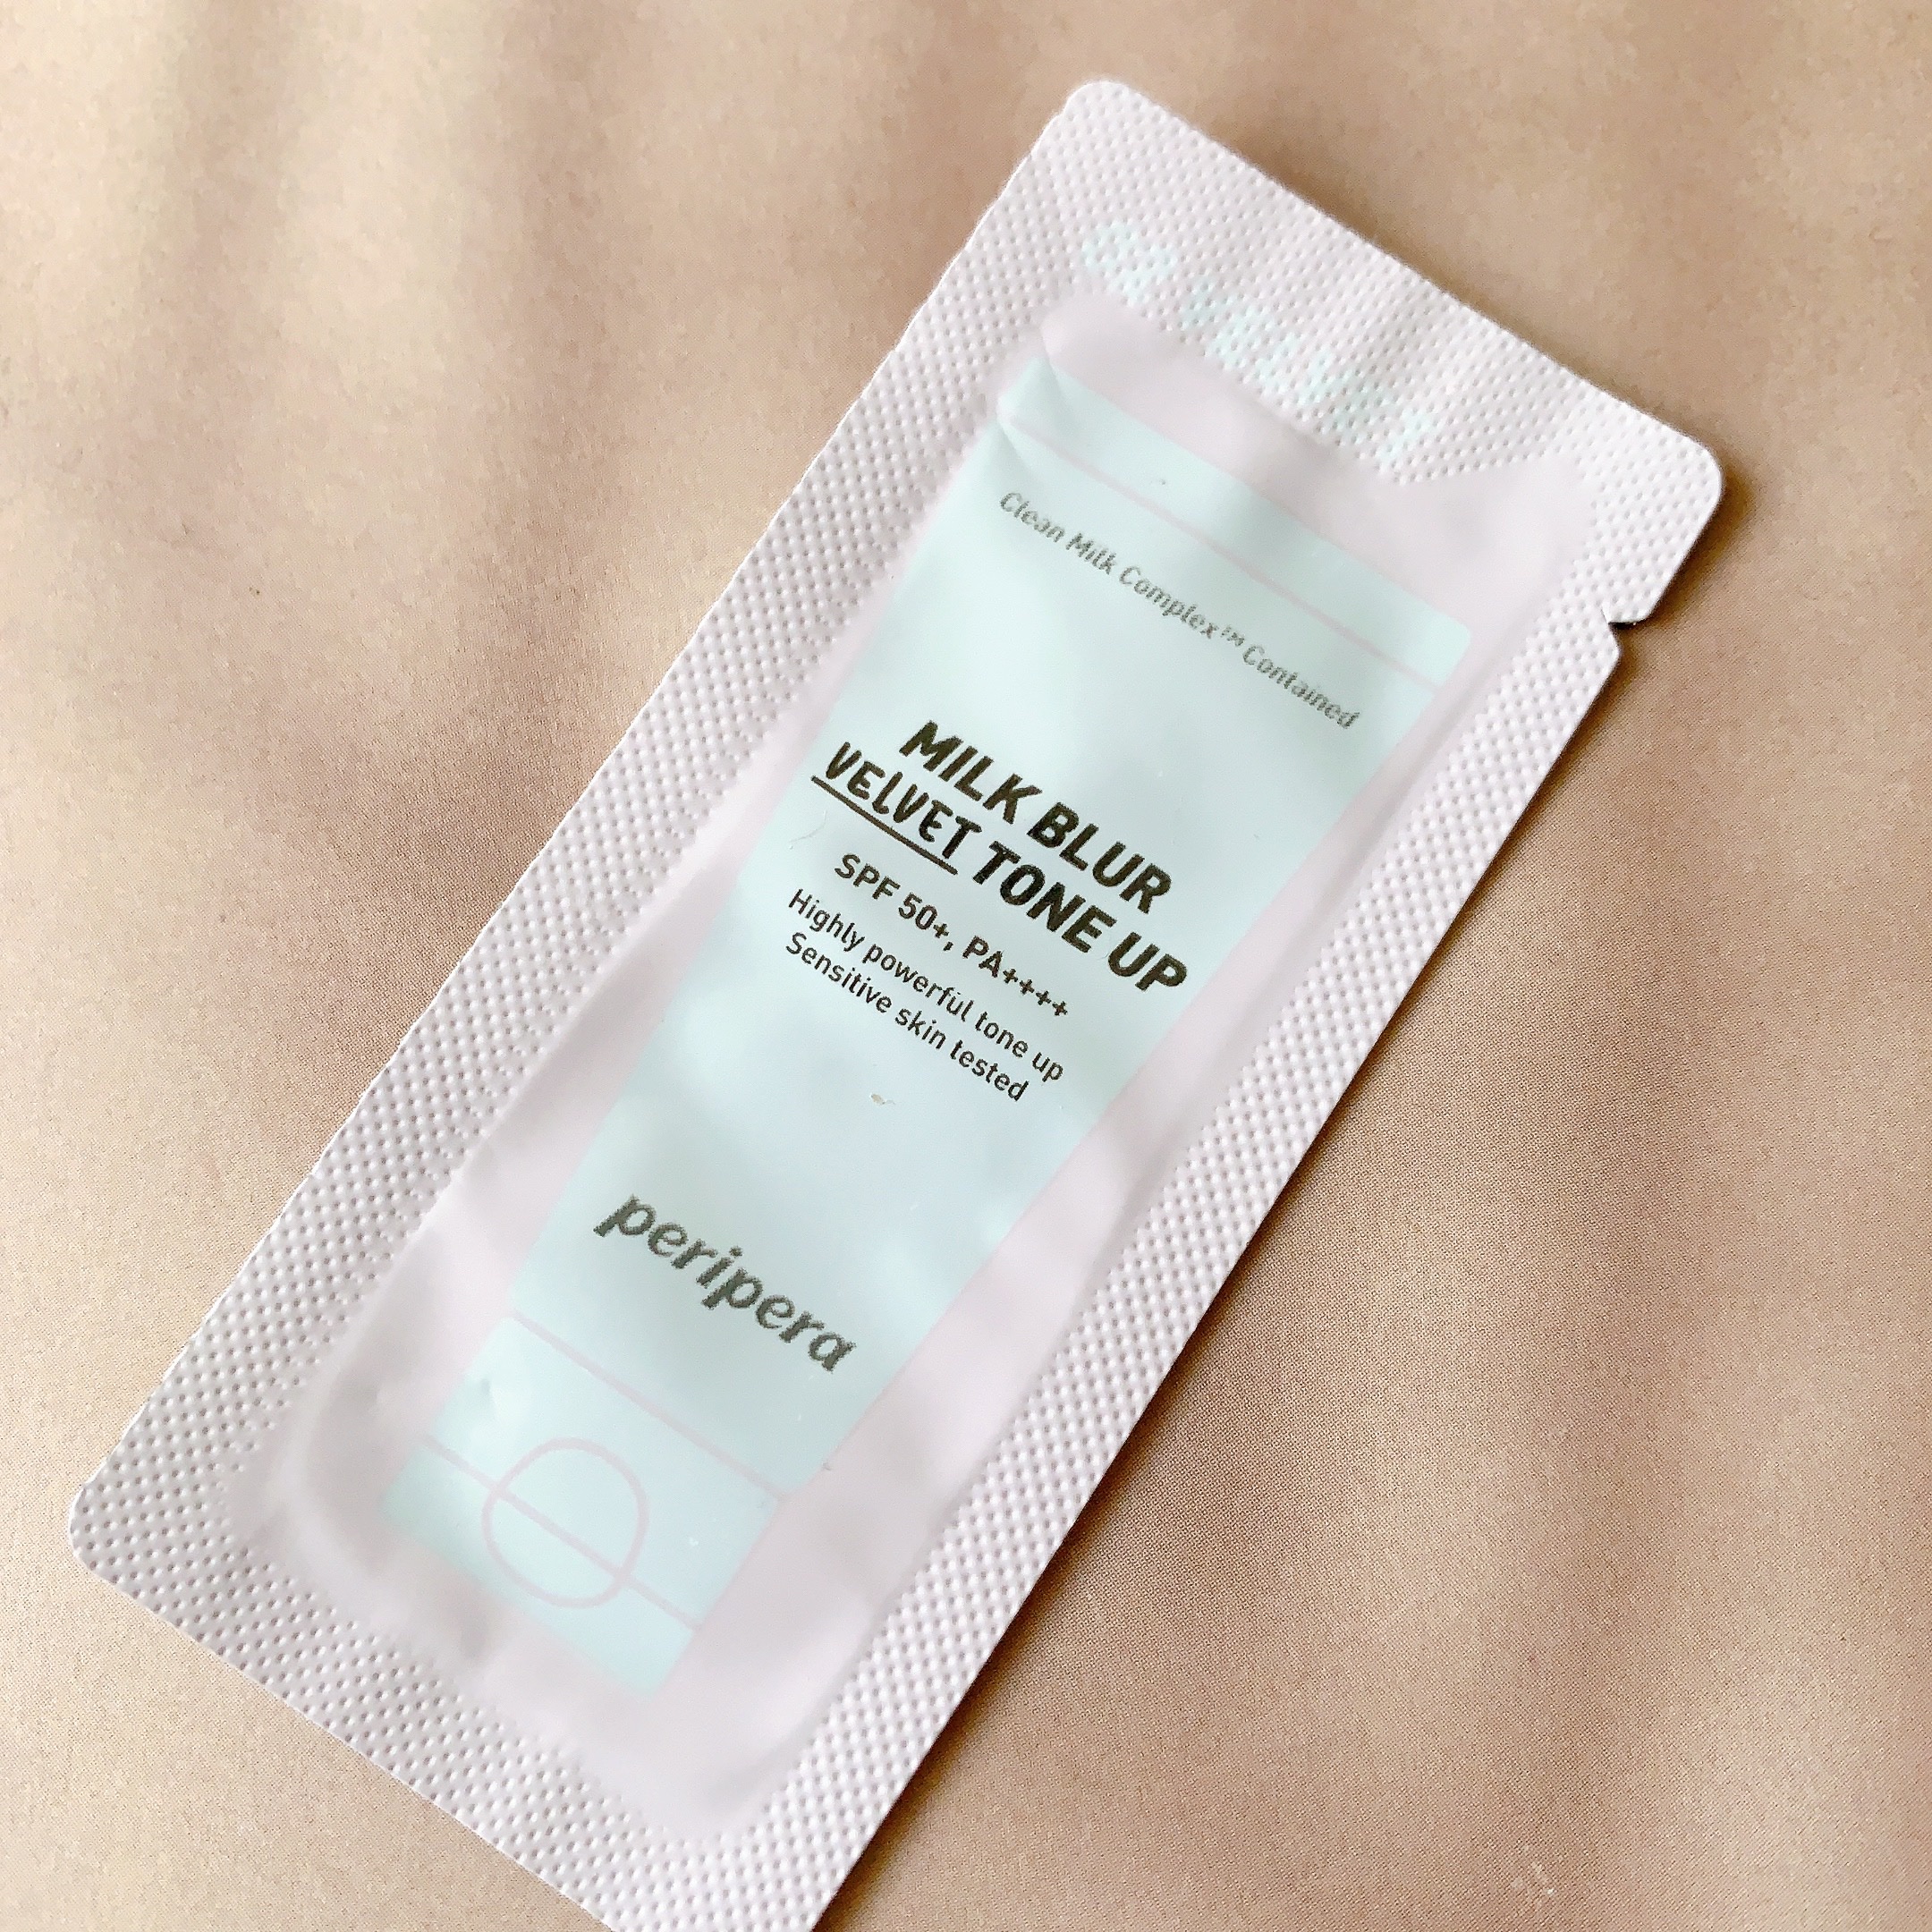 Clean Milk Complex™ Contained
MILK BLUR
VELVET TONE UP
SPF 50+, PA++++
Highly powerful tone up
Sensitive skin tested
peripera